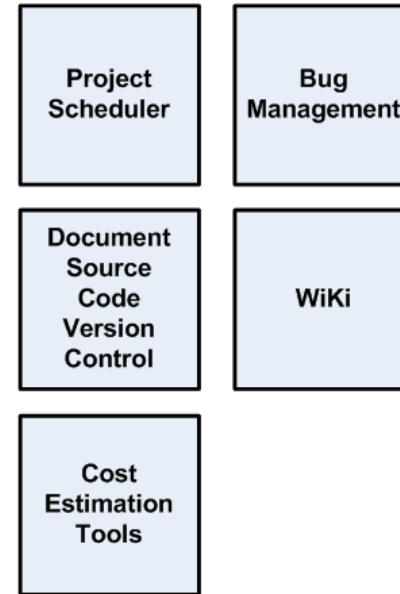 Project
Scheduler
Bug
Management
Document
Source
Code
Version
Control
WiKi
Cost
Estimation
Tools